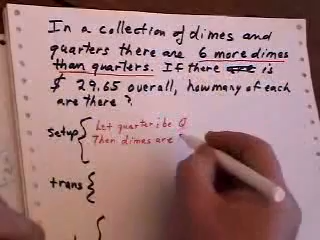 In a collection of dimes and
quarters there are 6 more dimes
than quarters. If there is
$ 29.65 overall, how many of each
are there?
setup { Let quarters be Q
Then dimes are
trans {